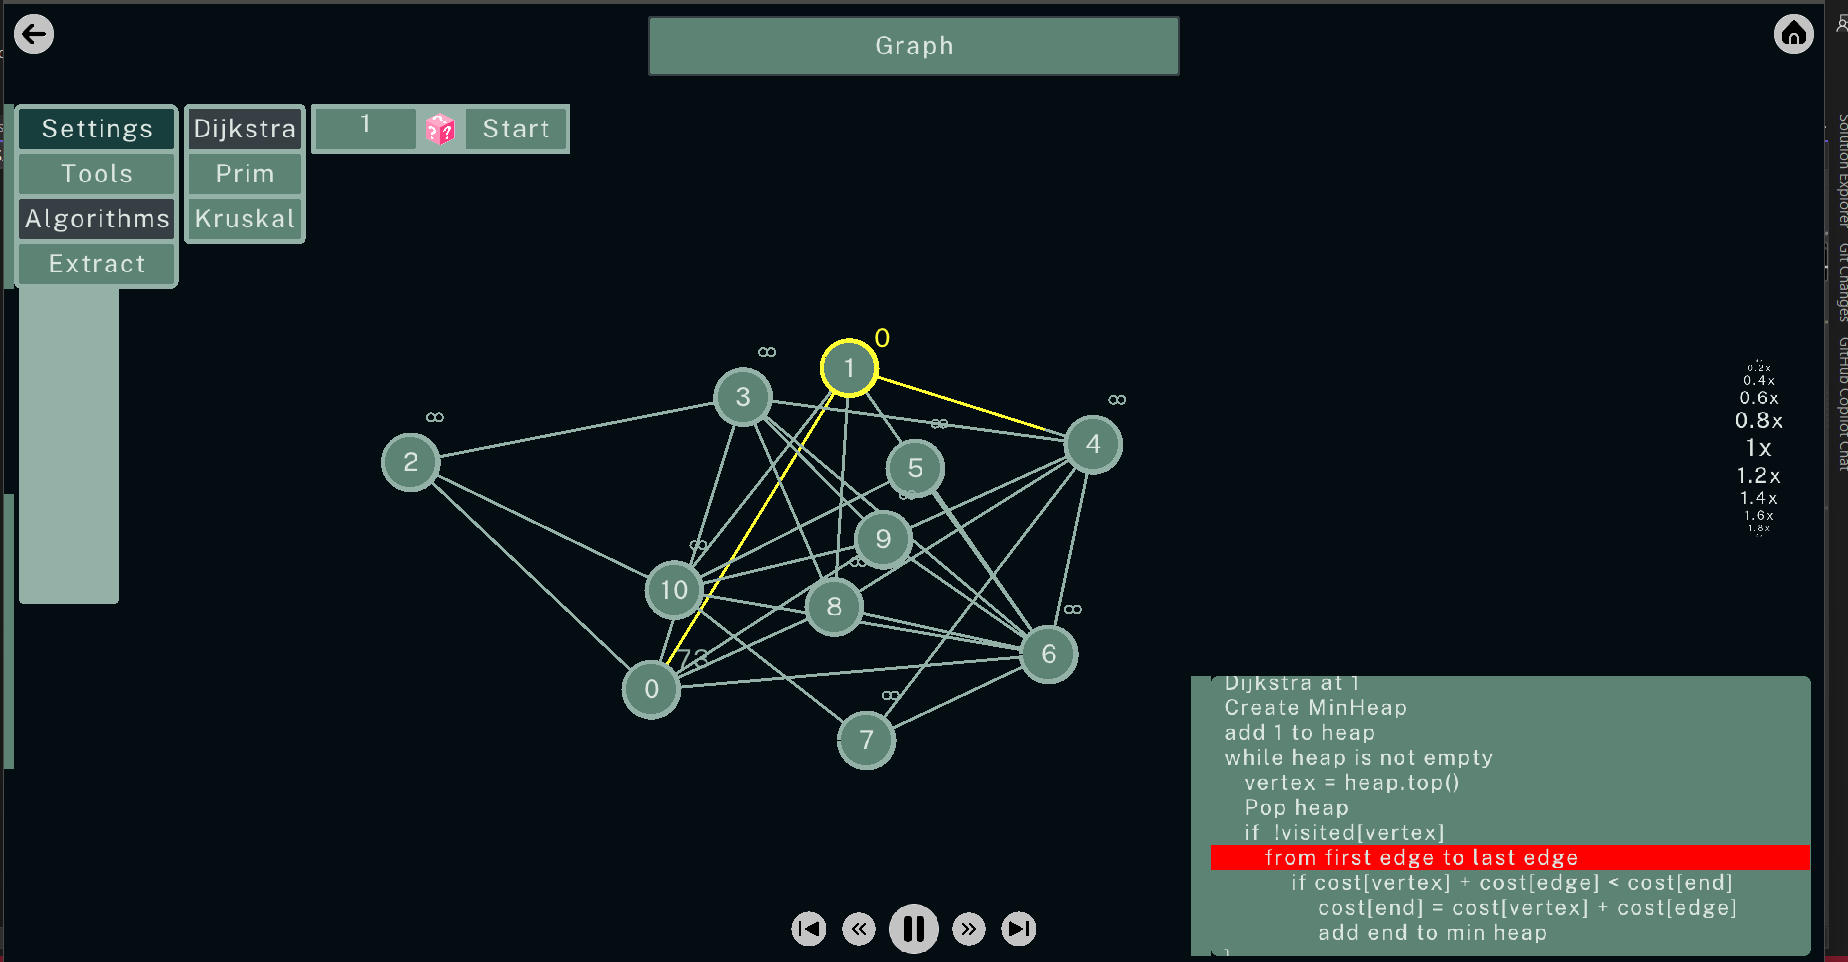 Graph
Settings
Tools
Algorithms
Extract
Dijkstra
Prim
Kruskal
1
Start
0
∞
1
3
∞
∞
∞
4
2
5
∞
9
∞
∞
10
8
∞
6
73
0
∞
7
0.2x
0.4x
0.6x
0.8x
1x
1.2x
1.4x
1.6x
1.8x
Solution Explorer
Git Changes
GitHub Copilot Chat
Dijkstra at 1
Create MinHeap
add 1 to heap
while heap is not empty
vertex = heap.top()
Pop heap
if !visited[vertex]
from first edge to last edge
if cost[vertex] + cost[edge] < cost[end]
cost[end] = cost[vertex] + cost[edge]
add end to min heap